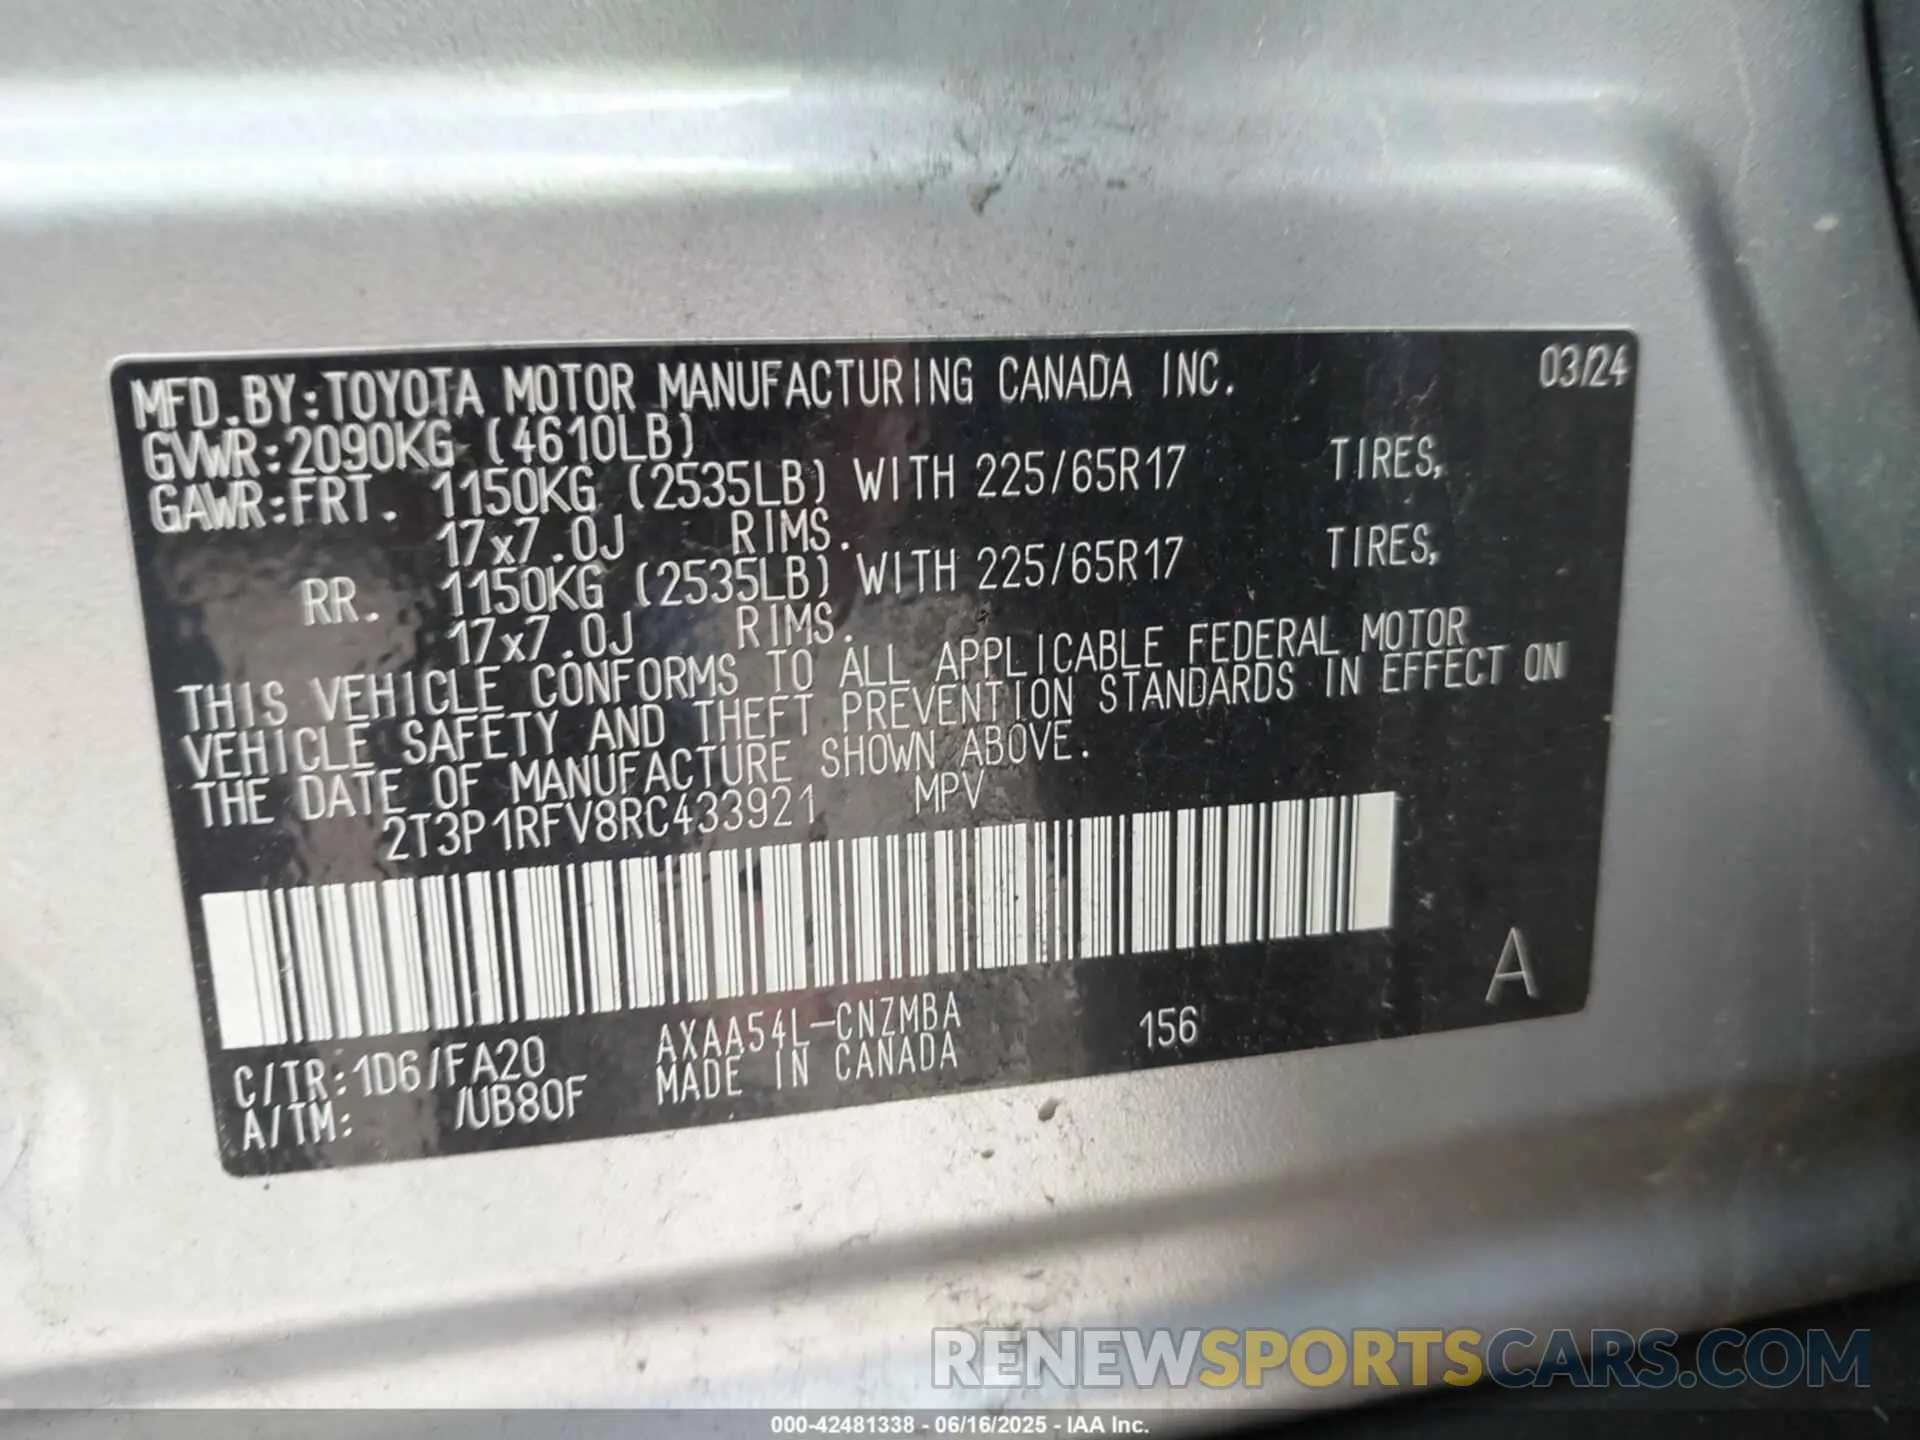 MFD.BY:TOYOTA MOTOR MANUFACTURING CANADA INC. 03/24
GVWR:2090KG (4610LB)
GAWR:FRT. 1150KG (2535LB) WITH 225/65R17 TIRES,
17x7.0J RIMS.
RR. 1150KG (2535LB) WITH 225/65R17 TIRES,
17x7.0J RIMS.
THIS VEHICLE CONFORMS TO ALL APPLICABLE FEDERAL MOTOR
VEHICLE SAFETY AND THEFT PREVENTION STANDARDS IN EFFECT ON
THE DATE OF MANUFACTURE SHOWN ABOVE.
2T3P1RFV8RC433921 MPV
A
C/TR:1D6/FA20 AXAA54L-CNZMBA 156
A/TM: /UB80F MADE IN CANADA
RENEWSPORTSCARS.COM
000-42481338 - 06/16/2025 - IAA Inc.